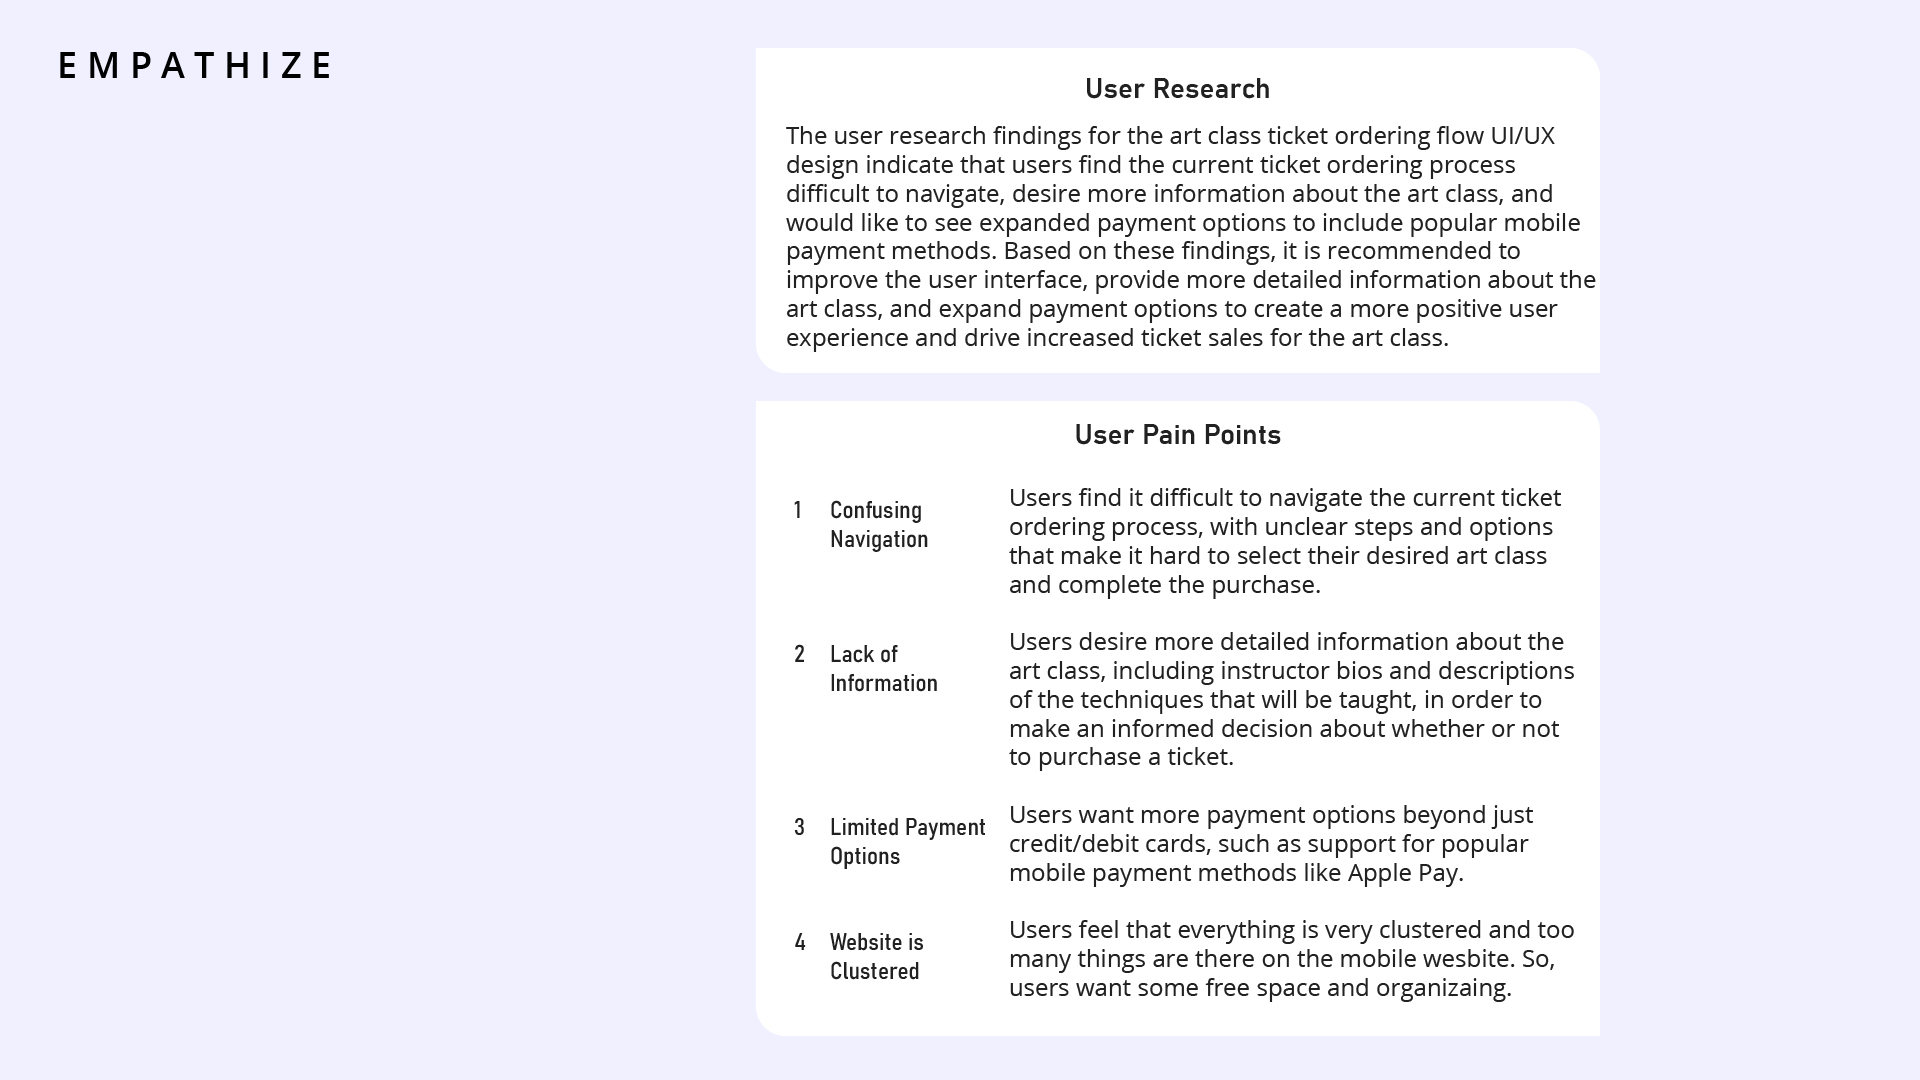 EMPATHIZE
User Research
The user research findings for the art class ticket ordering flow UI/UX
design indicate that users find the current ticket ordering process
difficult to navigate, desire more information about the art class, and
would like to see expanded payment options to include popular mobile
payment methods. Based on these findings, it is recommended to
improve the user interface, provide more detailed information about the
art class, and expand payment options to create a more positive user
experience and drive increased ticket sales for the art class.
User Pain Points
1 Confusing
Navigation
Users find it difficult to navigate the current ticket
ordering process, with unclear steps and options
that make it hard to select their desired art class
and complete the purchase.
2 Lack of
Information
Users desire more detailed information about the
art class, including instructor bios and descriptions
of the techniques that will be taught, in order to
make an informed decision about whether or not
to purchase a ticket.
3 Limited Payment
Options
Users want more payment options beyond just
credit/debit cards, such as support for popular
mobile payment methods like Apple Pay.
4 Website is
Clustered
Users feel that everything is very clustered and too
many things are there on the mobile wesbite. So,
users want some free space and organizaing.